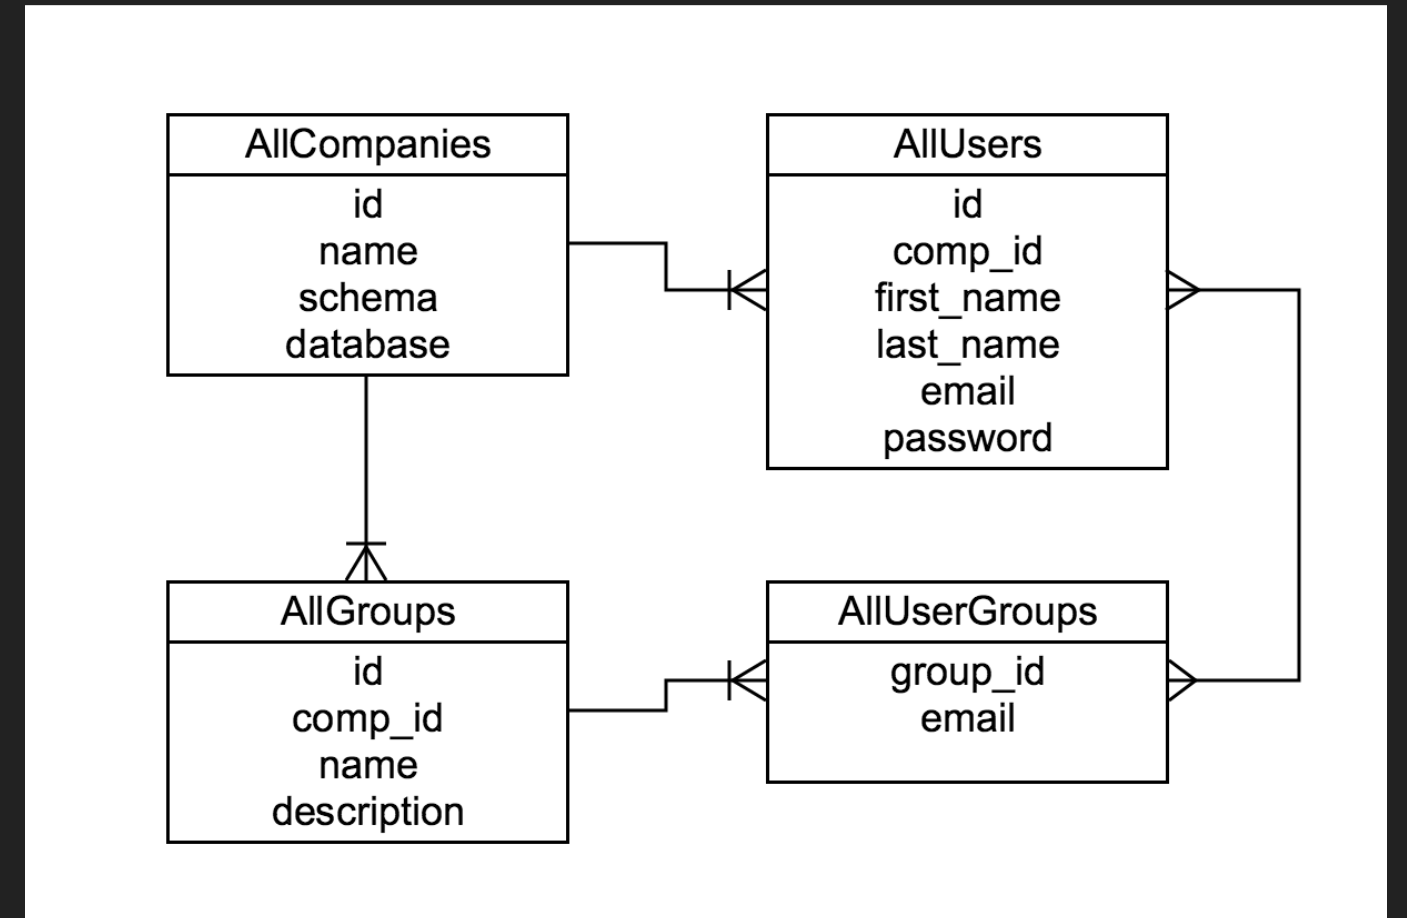 AllCompanies
id
name
schema
database
AllUsers
id
comp_id
first_name
last_name
email
password
AllGroups
id
comp_id
name
description
AllUserGroups
group_id
email